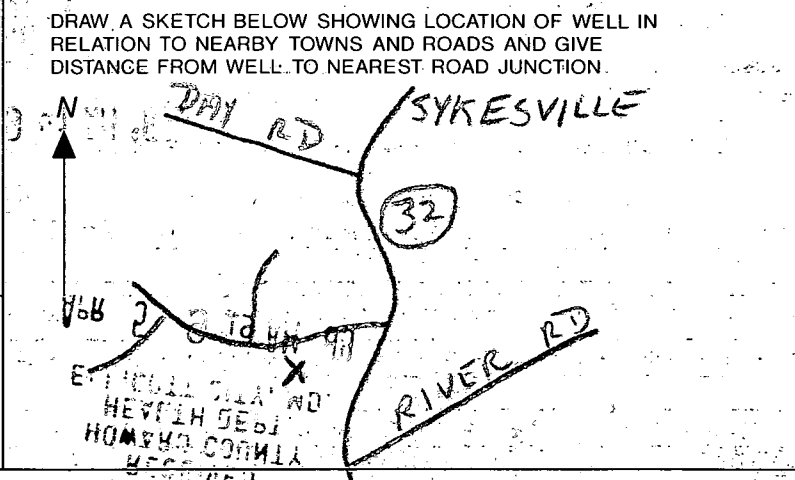 DRAW A SKETCH BELOW SHOWING LOCATION OF WELL IN
RELATION TO NEARBY TOWNS AND ROADS AND GIVE
DISTANCE FROM WELL TO NEAREST ROAD JUNCTION
N
DAY RD
SYKESVILLE
32
RIVER RD
X
APR
HOWARD COUNTY
HEALTH DEPT